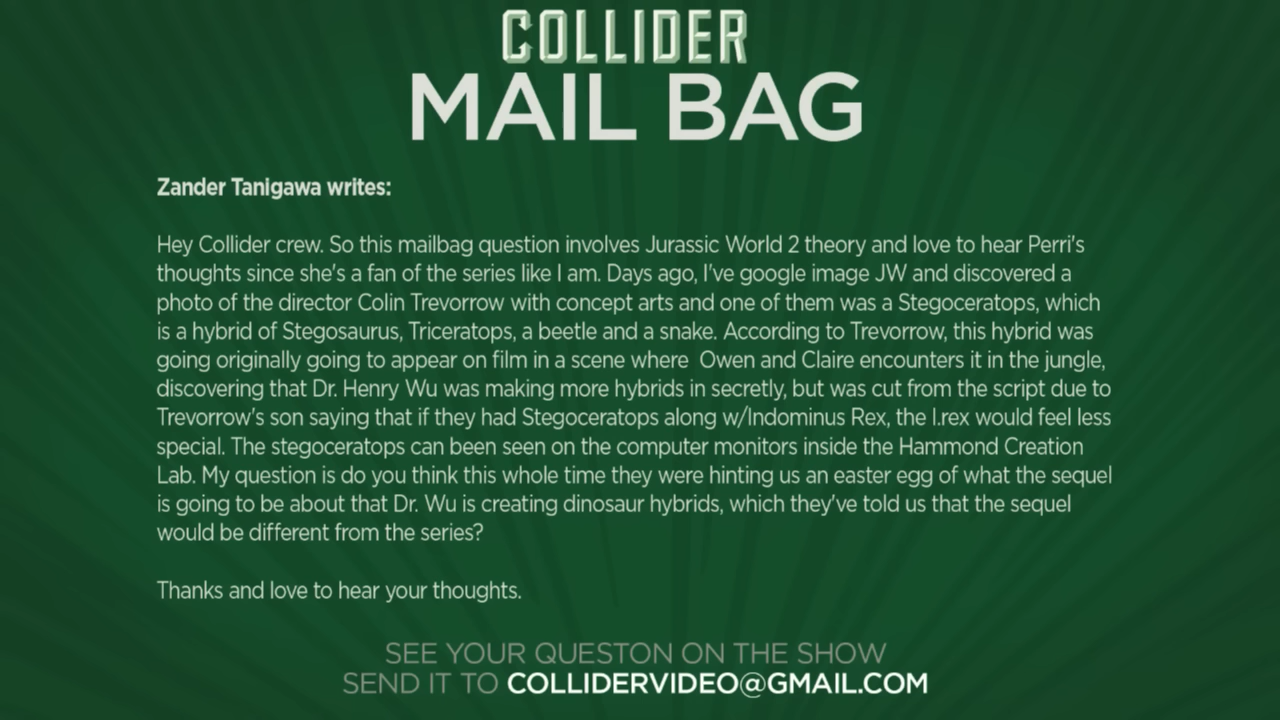 COLLIDER
MAIL BAG
Zander Tanigawa writes:
Hey Collider crew. So this mailbag question involves Jurassic World 2 theory and love to hear Perri's
thoughts since she's a fan of the series like I am. Days ago, I've google image JW and discovered a
photo of the director Colin Trevorrow with concept arts and one of them was a Stegoceratops, which
is a hybrid of Stegosaurus, Triceratops, a beetle and a snake. According to Trevorrow, this hybrid was
going originally going to appear on film in a scene where  Owen and Claire encounters it in the jungle,
discovering that Dr. Henry Wu was making more hybrids in secretly, but was cut from the script due to
Trevorrow's son saying that if they had Stegoceratops along w/Indominus Rex, the I.rex would feel less
special. The stegoceratops can been seen on the computer monitors inside the Hammond Creation
Lab. My question is do you think this whole time they were hinting us an easter egg of what the sequel
is going to be about that Dr. Wu is creating dinosaur hybrids, which they've told us that the sequel
would be different from the series?
Thanks and love to hear your thoughts.
SEE YOUR QUESTON ON THE SHOW
SEND IT TO COLLIDERVIDEO@GMAIL.COM